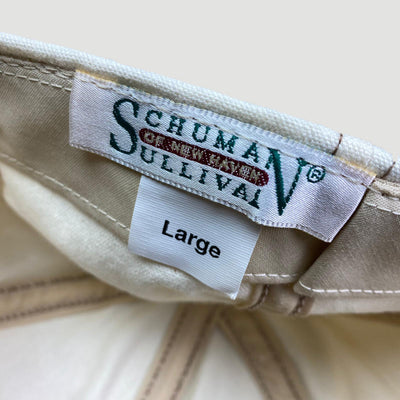 SCHUMAN
OF NEW HAVEN
SULLIVAN®
Large